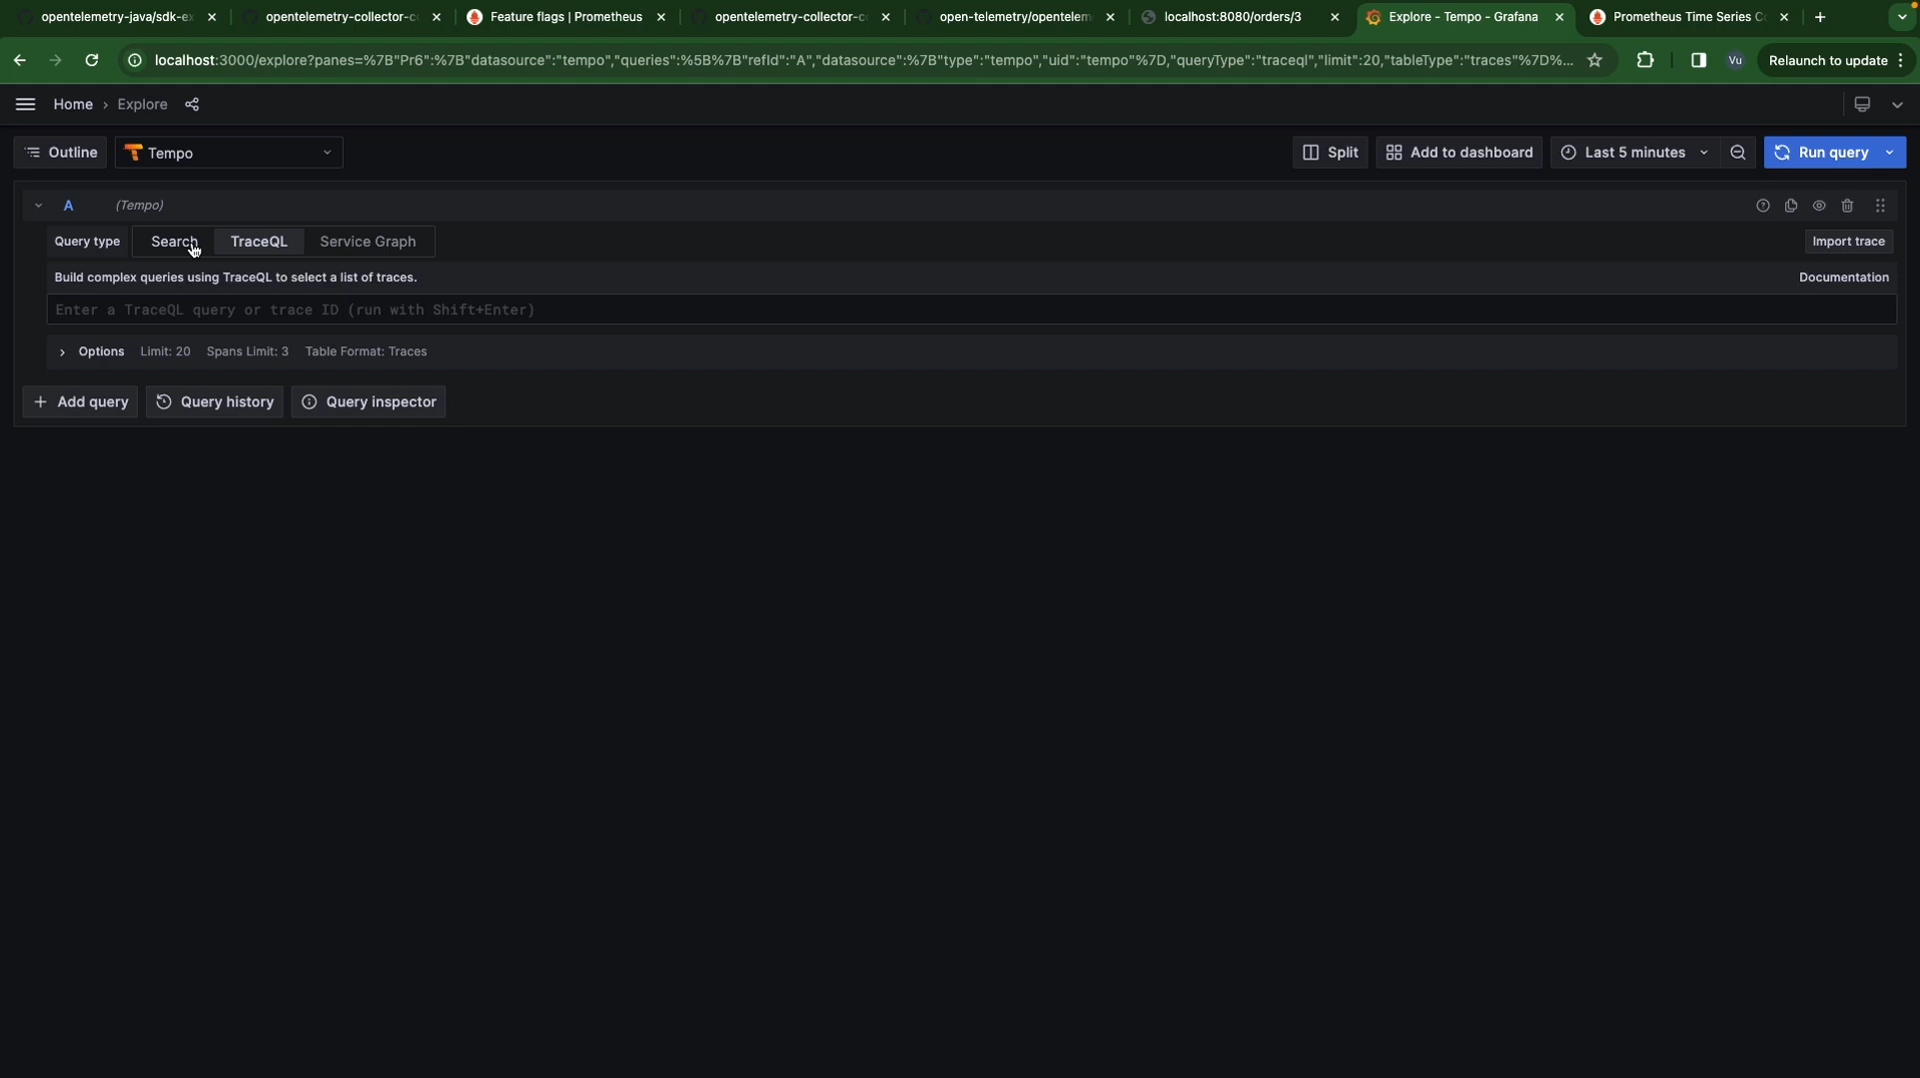 opentelemetry-java/sdk-ex
opentelemetry-collector-c
Feature flags | Prometheus
opentelemetry-collector-c
open-telemetry/opentelem
localhost:8080/orders/3
Explore - Tempo - Grafana
Prometheus Time Series C
localhost:3000/explore?panes=%7B"Pr6":%7B"datasource":"tempo","queries":%5B%7B"refId":"A","datasource":%7B"type":"tempo","uid":"tempo"%7D,"queryType":"traceql","limit":20,"tableType":"traces"%7D%...
Vu
Relaunch to update
Home › Explore
Outline
Tempo
Split
Add to dashboard
Last 5 minutes
Run query
A (Tempo)
Query type
Search
TraceQL
Service Graph
Import trace
Build complex queries using TraceQL to select a list of traces.
Documentation
Enter a TraceQL query or trace ID (run with Shift+Enter)
Options Limit: 20 Spans Limit: 3 Table Format: Traces
+ Add query
Query history
Query inspector